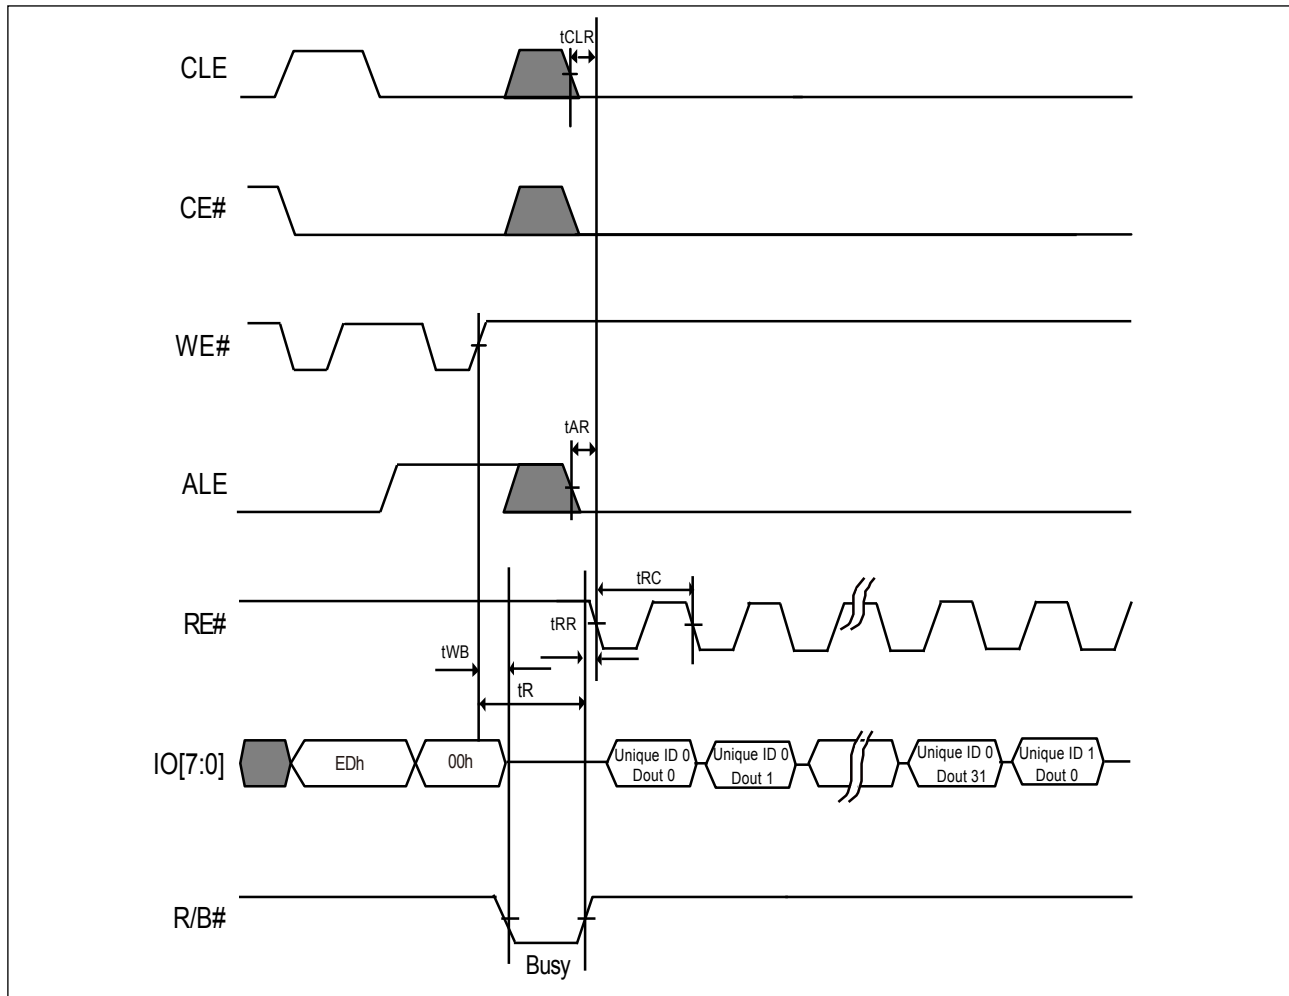 tCLR
CLE
CE#
WE#
tAR
ALE
tRC
RE#
tRR
tWB
tR
IO[7:0]
EDh
00h
Unique ID 0
Dout 0
Unique ID 0
Dout 1
Unique ID 0
Dout 31
Unique ID 1
Dout 0
R/B#
Busy